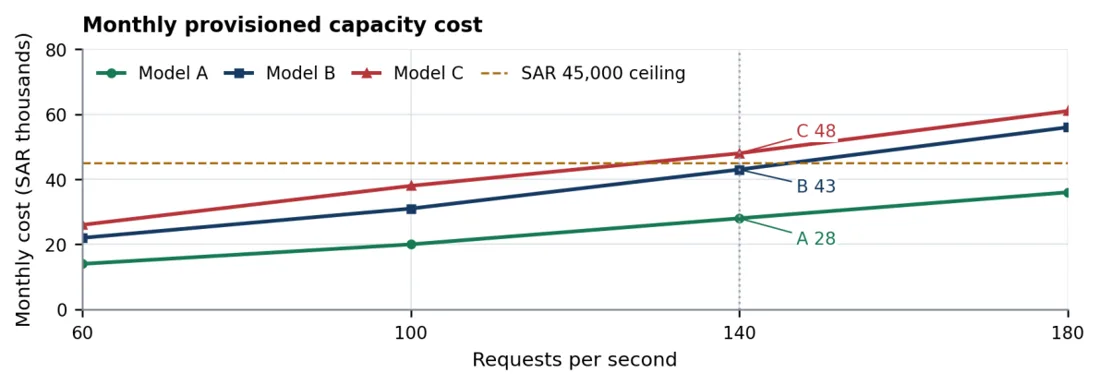 Monthly provisioned capacity cost
Monthly cost (SAR thousands)
80
60
40
20
0
Model A Model B Model C SAR 45,000 ceiling
C 48
B 43
A 28
60 100 140 180
Requests per second